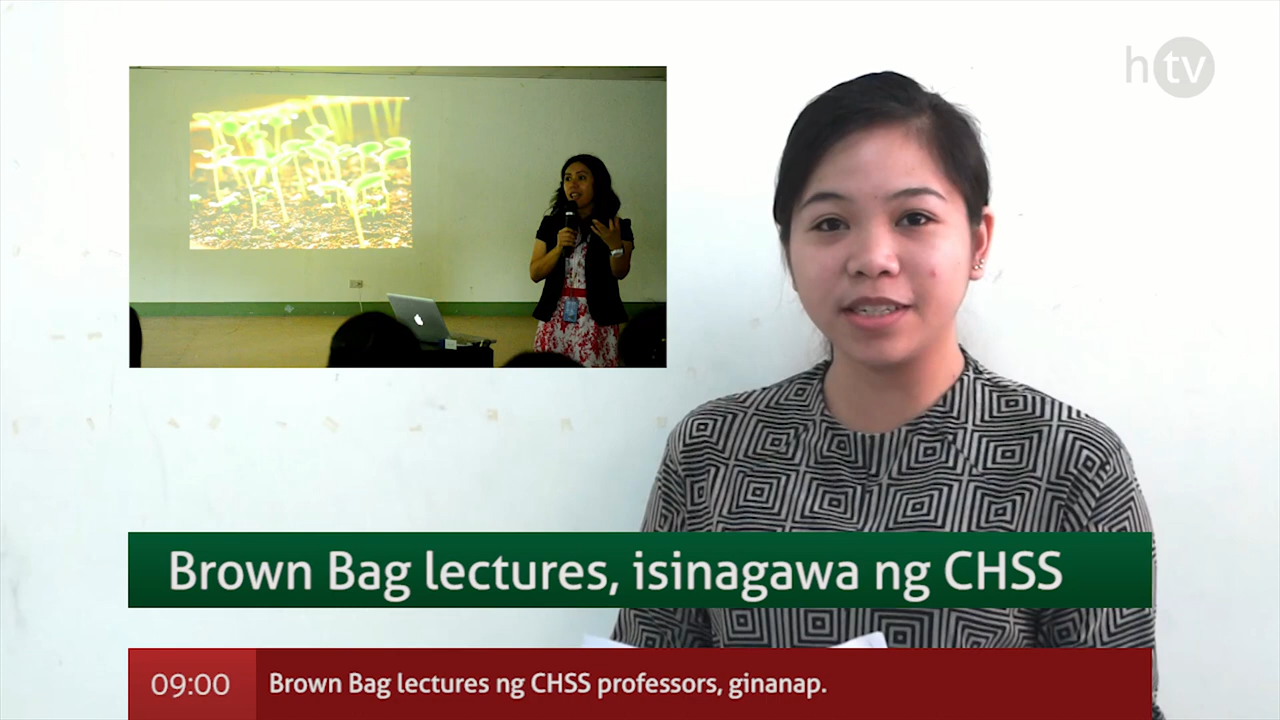 htv
Brown Bag lectures, isinagawa ng CHSS
09:00
Brown Bag lectures ng CHSS professors, ginanap.